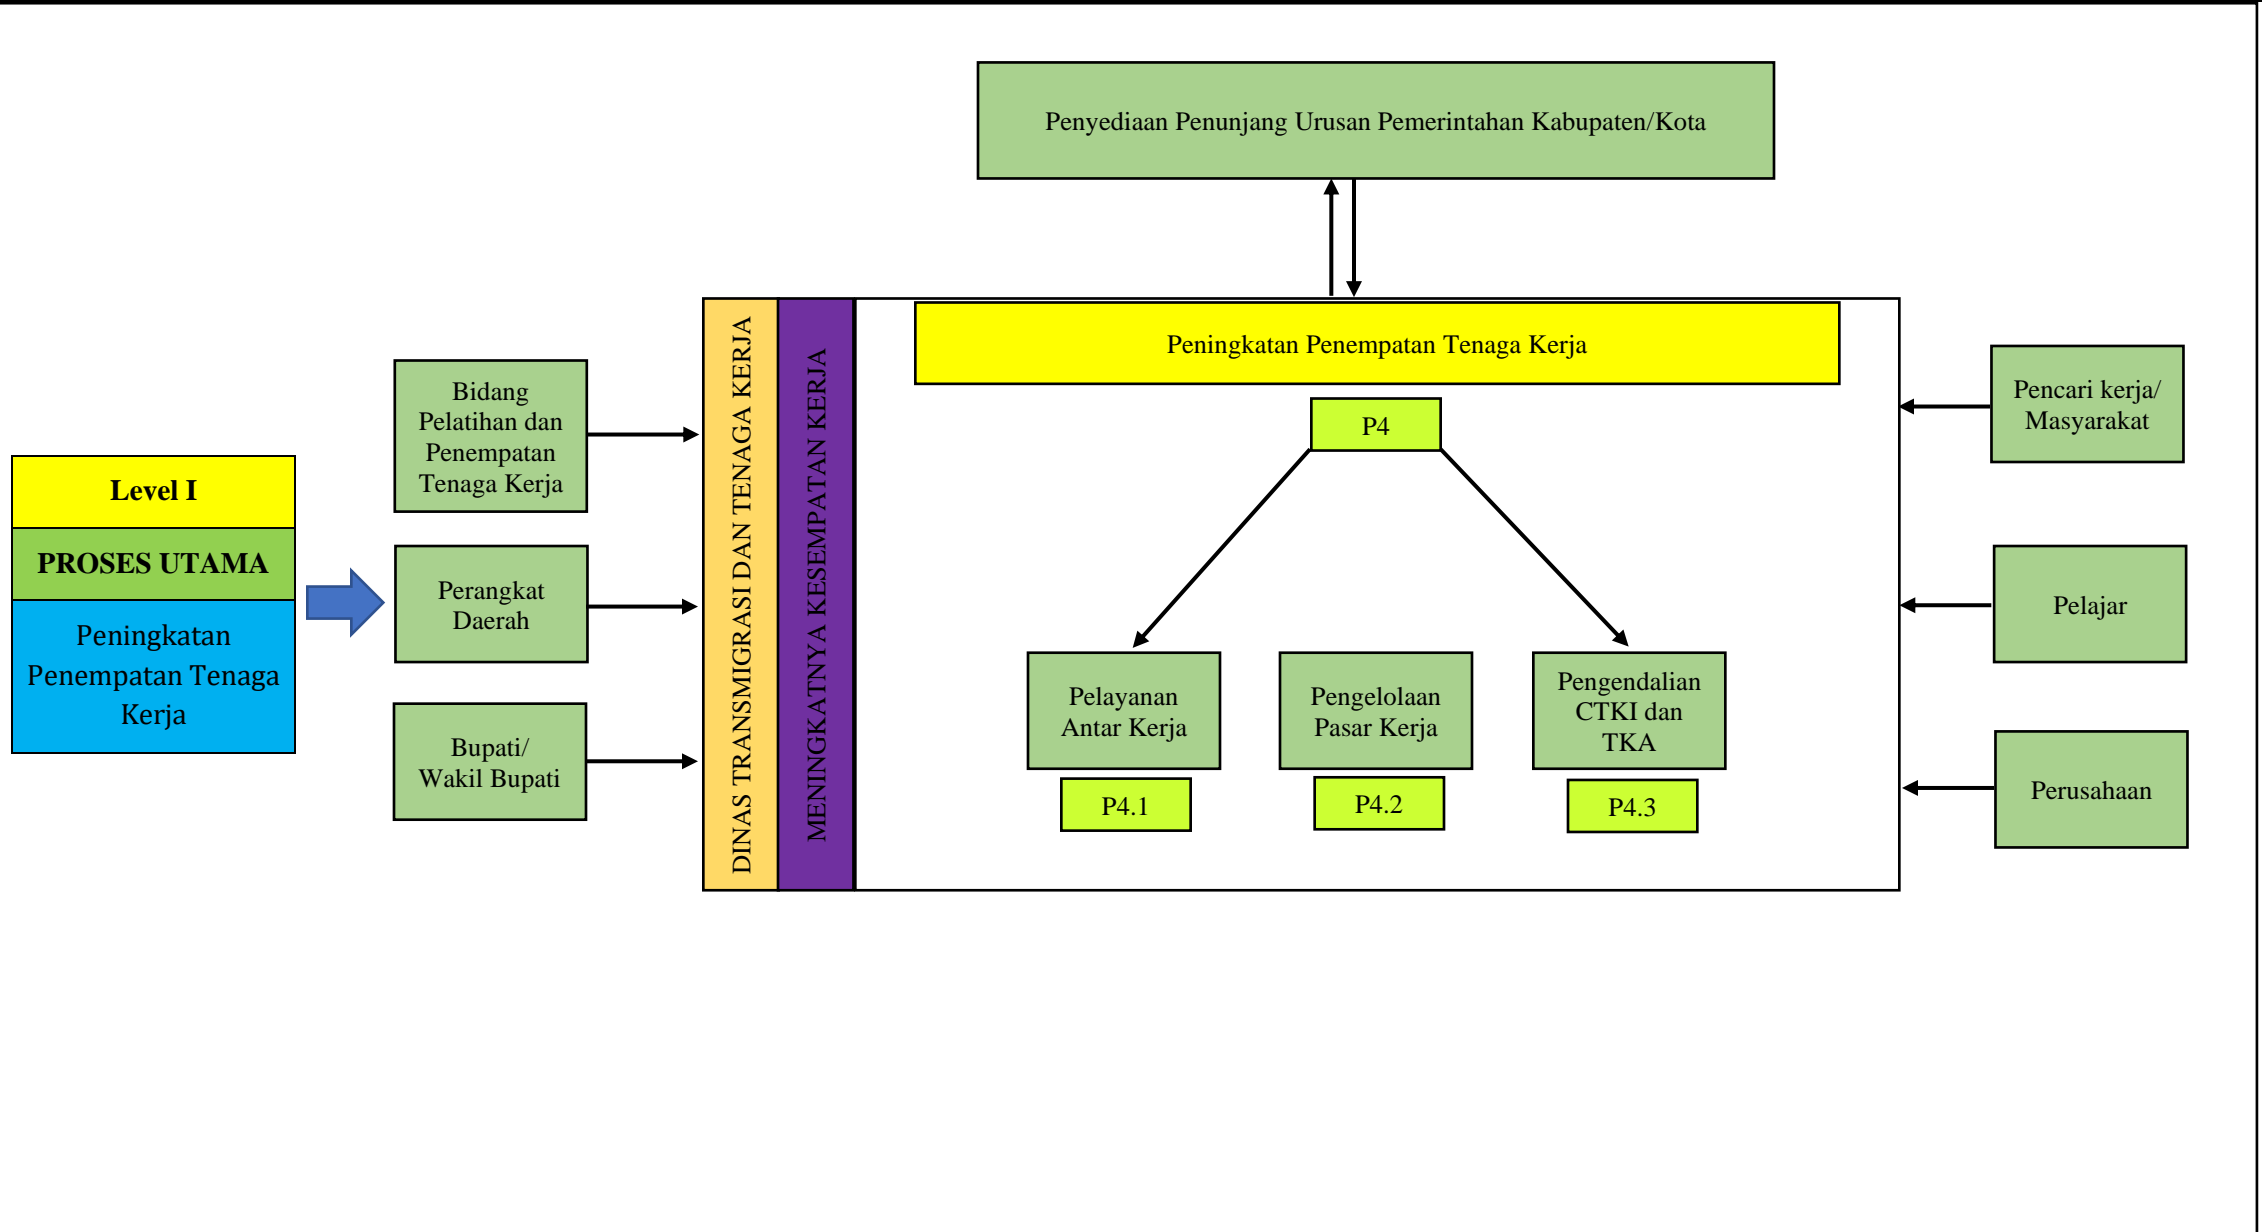 Penyediaan Penunjang Urusan Pemerintahan Kabupaten/Kota
Level I
PROSES UTAMA
Peningkatan
Penempatan Tenaga
Kerja
Bidang
Pelatihan dan
Penempatan
Tenaga Kerja
Perangkat
Daerah
Bupati/
Wakil Bupati
DINAS TRANSMIGRASI DAN TENAGA KERJA
MENINGKATNYA KESEMPATAN KERJA
Peningkatan Penempatan Tenaga Kerja
P4
Pelayanan
Antar Kerja
P4.1
Pengelolaan
Pasar Kerja
P4.2
Pengendalian
CTKI dan
TKA
P4.3
Pencari kerja/
Masyarakat
Pelajar
Perusahaan